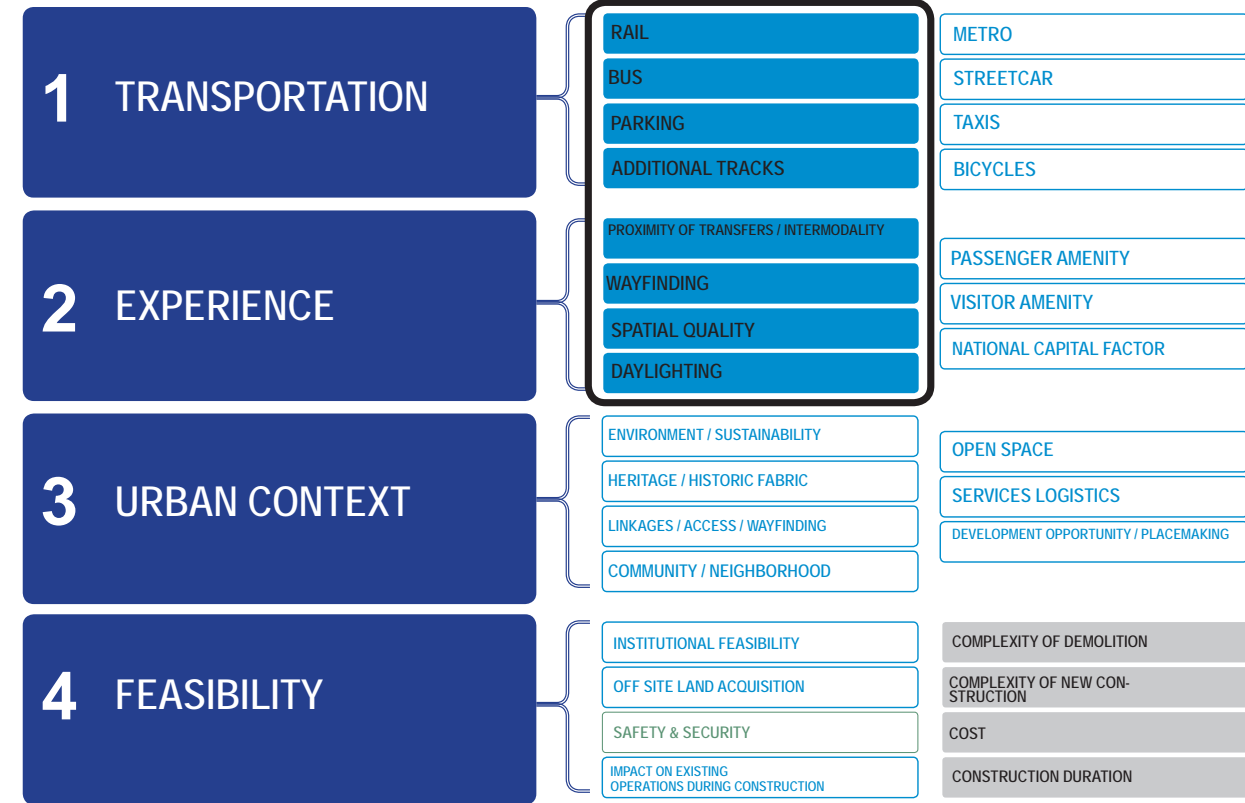 1 TRANSPORTATION
RAIL
BUS
PARKING
ADDITIONAL TRACKS
METRO
STREETCAR
TAXIS
BICYCLES
2 EXPERIENCE
PROXIMITY OF TRANSFERS / INTERMODALITY
WAYFINDING
SPATIAL QUALITY
DAYLIGHTING
PASSENGER AMENITY
VISITOR AMENITY
NATIONAL CAPITAL FACTOR
3 URBAN CONTEXT
ENVIRONMENT / SUSTAINABILITY
HERITAGE / HISTORIC FABRIC
LINKAGES / ACCESS / WAYFINDING
COMMUNITY / NEIGHBORHOOD
OPEN SPACE
SERVICES LOGISTICS
DEVELOPMENT OPPORTUNITY / PLACEMAKING
4 FEASIBILITY
INSTITUTIONAL FEASIBILITY
OFF SITE LAND ACQUISITION
SAFETY & SECURITY
IMPACT ON EXISTING
OPERATIONS DURING CONSTRUCTION
COMPLEXITY OF DEMOLITION
COMPLEXITY OF NEW CON-
STRUCTION
COST
CONSTRUCTION DURATION